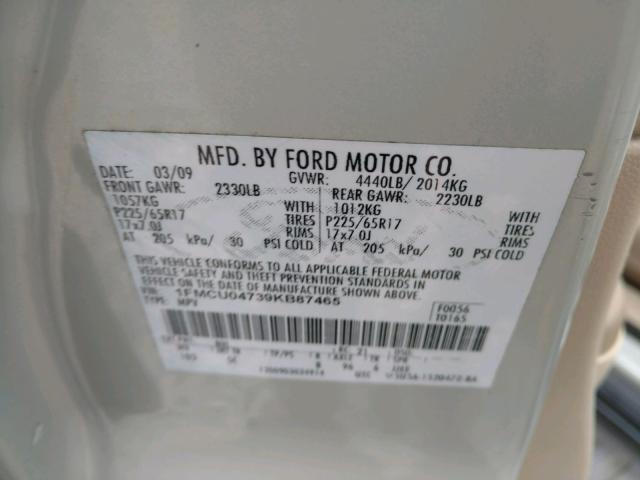 MFD. BY FORD MOTOR CO.
DATE: 03/09 GVWR: 4440LB/ 2014KG
FRONT GAWR: 2330LB REAR GAWR: 2230LB
1057KG WITH 1012KG WITH
P225/65R17 TIRES P225/65R17 TIRES
17x7.0J RIMS 17x7.0J RIMS
AT 205 kPa/ 30 PSI COLD AT 205 kPa/ 30 PSI COLD
THIS VEHICLE CONFORMS TO ALL APPLICABLE FEDERAL MOTOR
VEHICLE SAFETY AND THEFT PREVENTION STANDARDS IN
EFFECT ON THE DATE OF MANUFACTURE SHOWN ABOVE.
VIN: 1FMCU04739KB87465 F0056
TYPE: MPV T0165